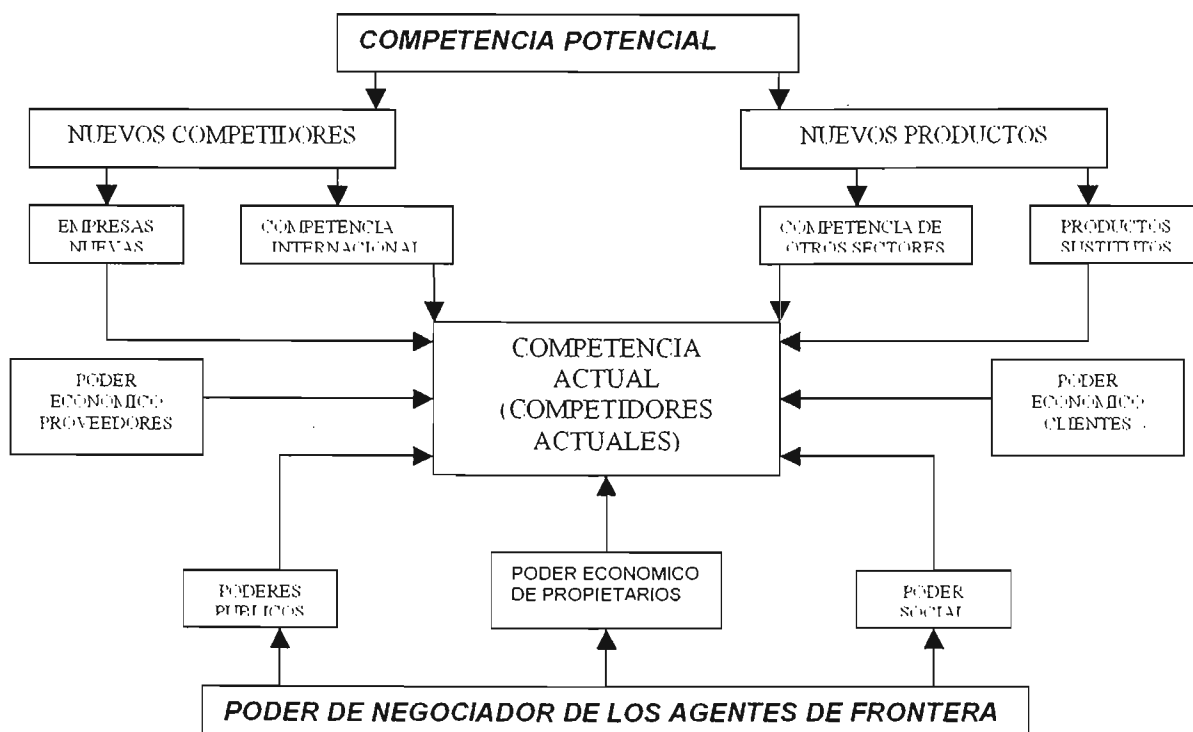 COMPETENCIA POTENCIAL
NUEVOS COMPETIDORES
NUEVOS PRODUCTOS
EMPRESAS
NUEVAS
COMPETENCIA
INTERNACIONAL
COMPETENCIA DE
OTROS SECTORES
PRODUCTOS
SUSTITUTOS
COMPETENCIA
ACTUAL
(COMPETIDORES
ACTUALES)
PODER
ECONOMICO
PROVEEDORES
PODER
ECONOMICO
CLIENTES
PODERES
PUBLICOS
PODER ECONOMICO
DE PROPIETARIOS
PODER
SOCIAL
PODER DE NEGOCIADOR DE LOS AGENTES DE FRONTERA